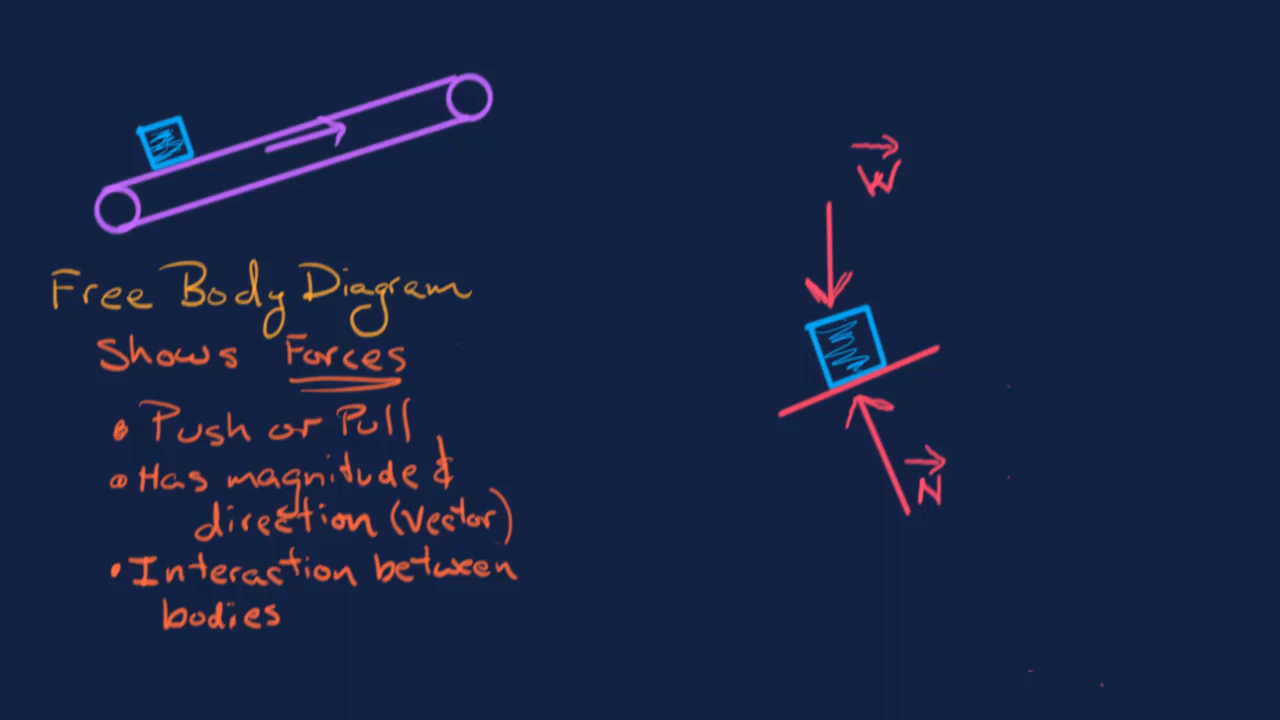 Free Body Diagram
Shows Forces
• Push or Pull
• Has magnitude &
direction (vector)
• Interaction between
bodies
W
N